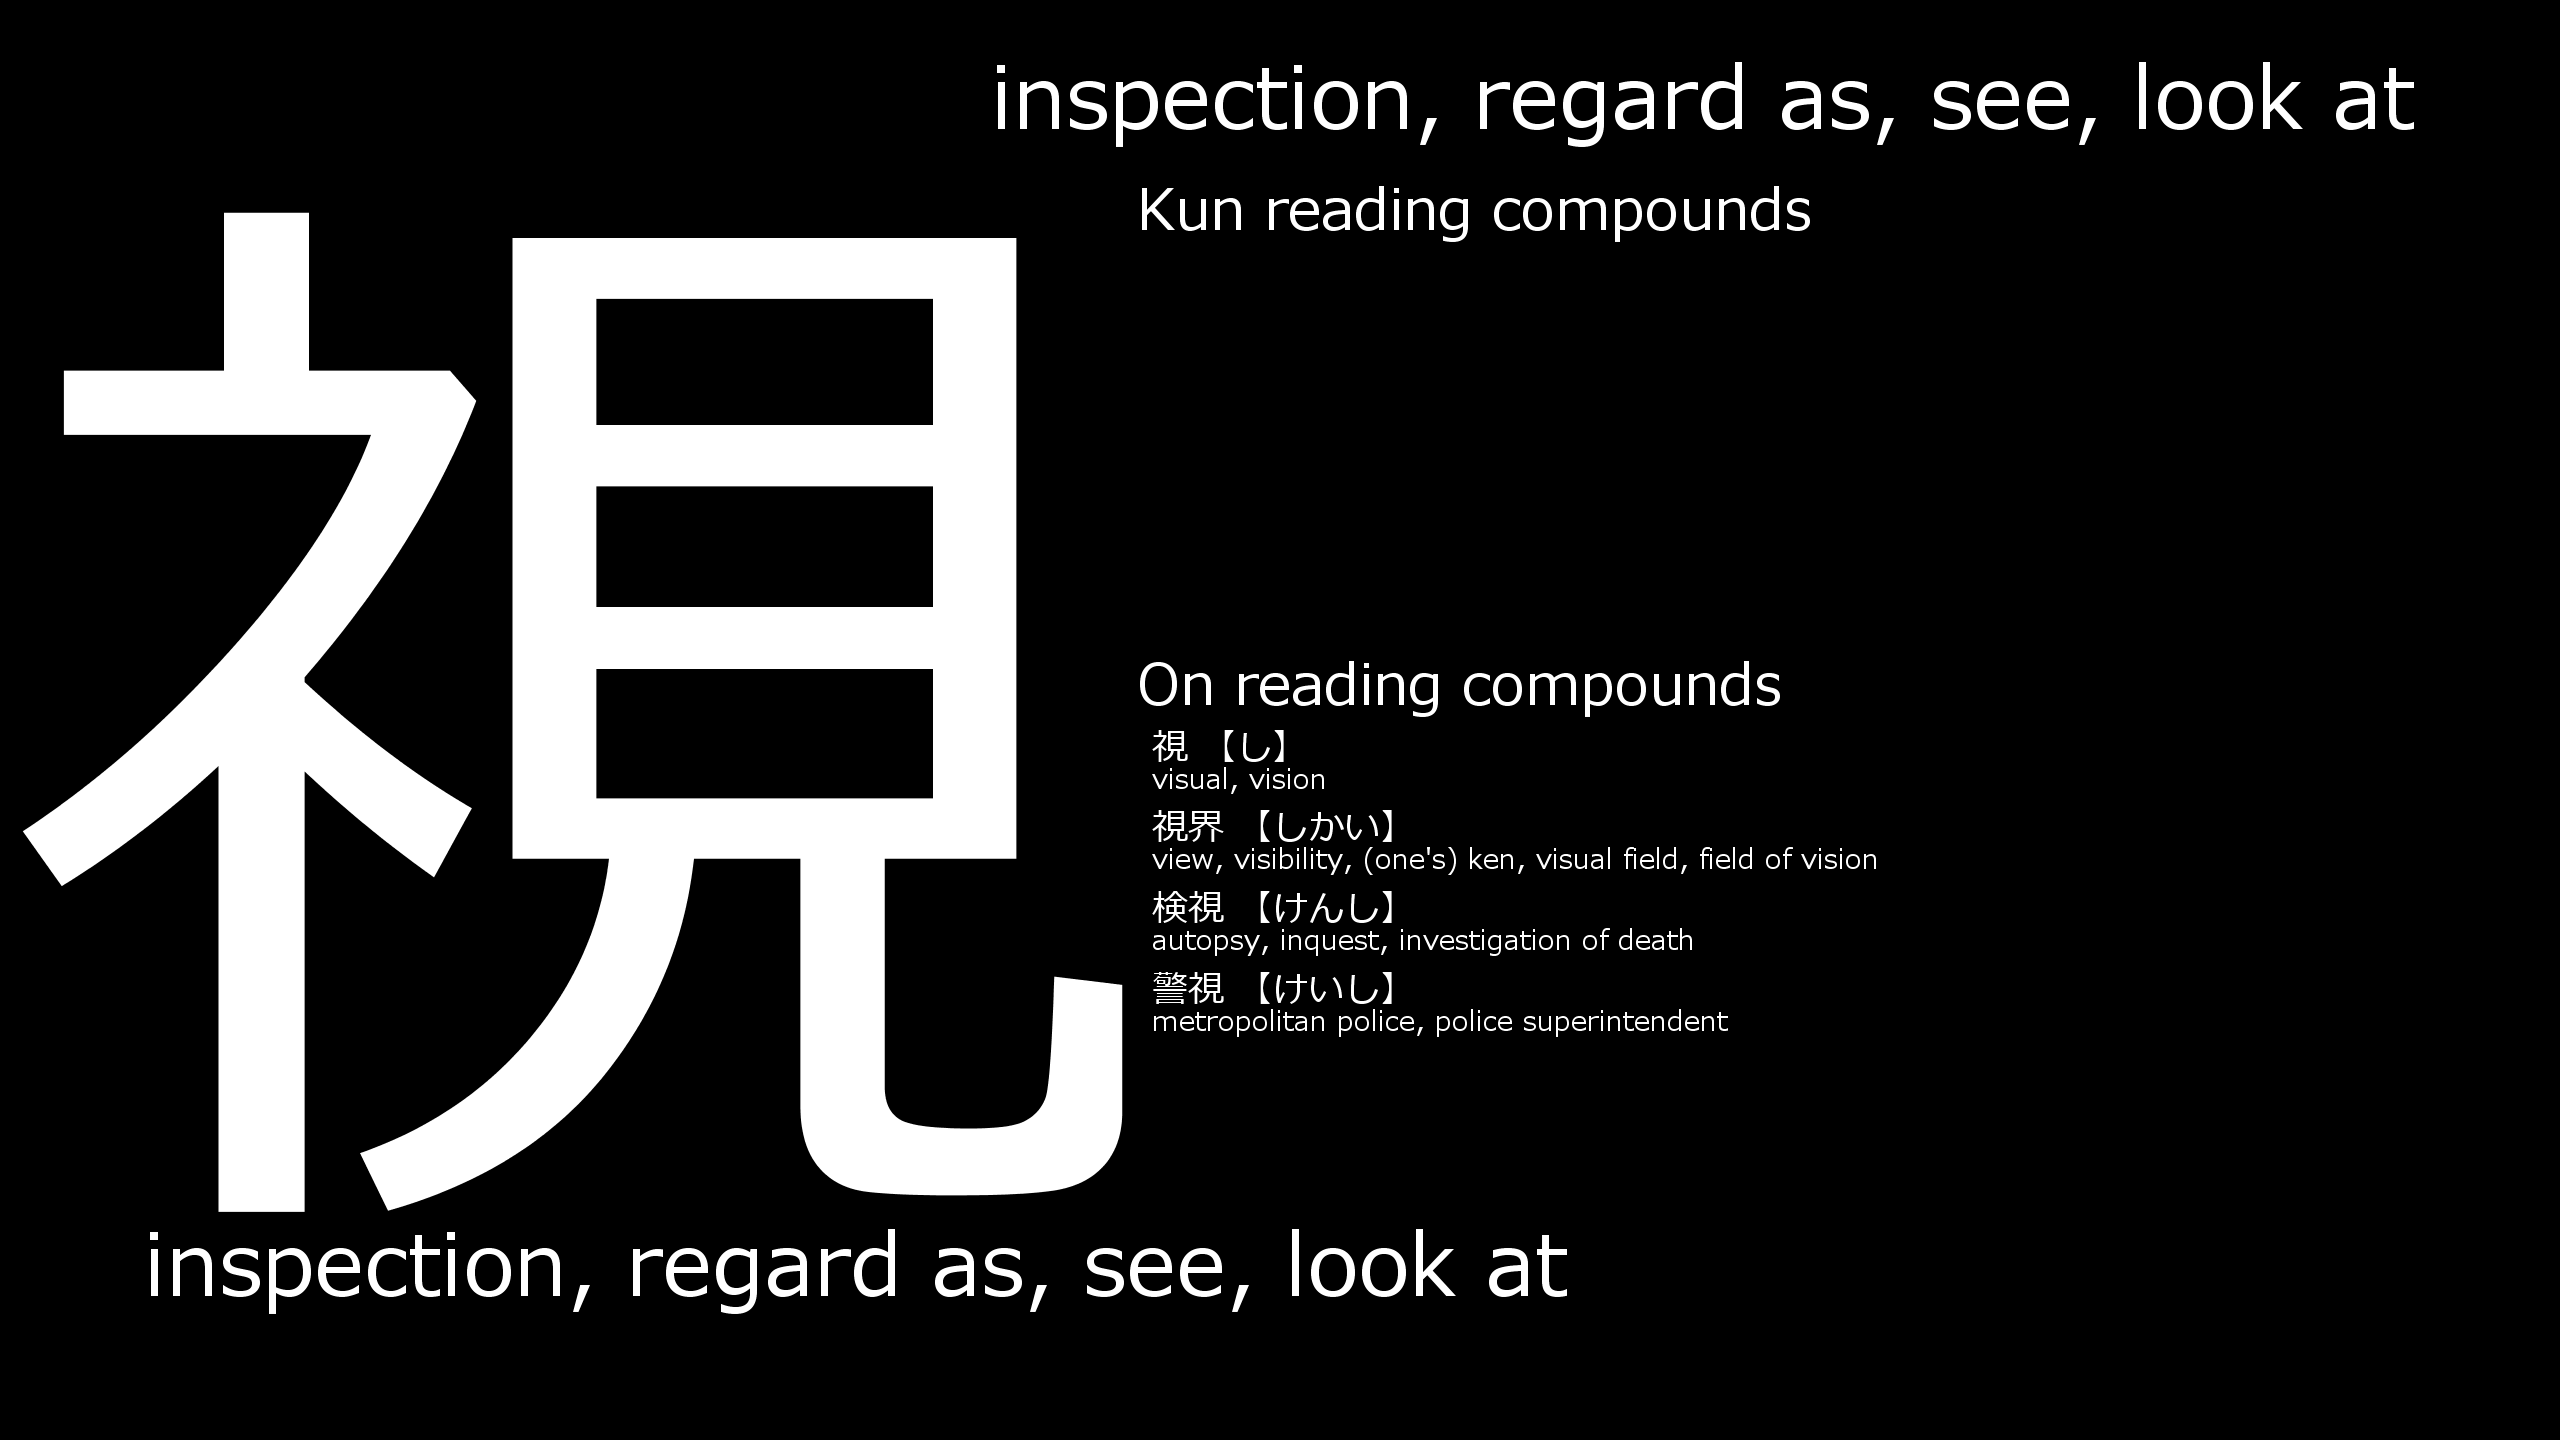 inspection, regard as, see, look at
Kun reading compounds
視
On reading compounds
視 【し】
visual, vision
視界 【しかい】
view, visibility, (one's) ken, visual field, field of vision
検視 【けんし】
autopsy, inquest, investigation of death
警視 【けいし】
metropolitan police, police superintendent
inspection, regard as, see, look at